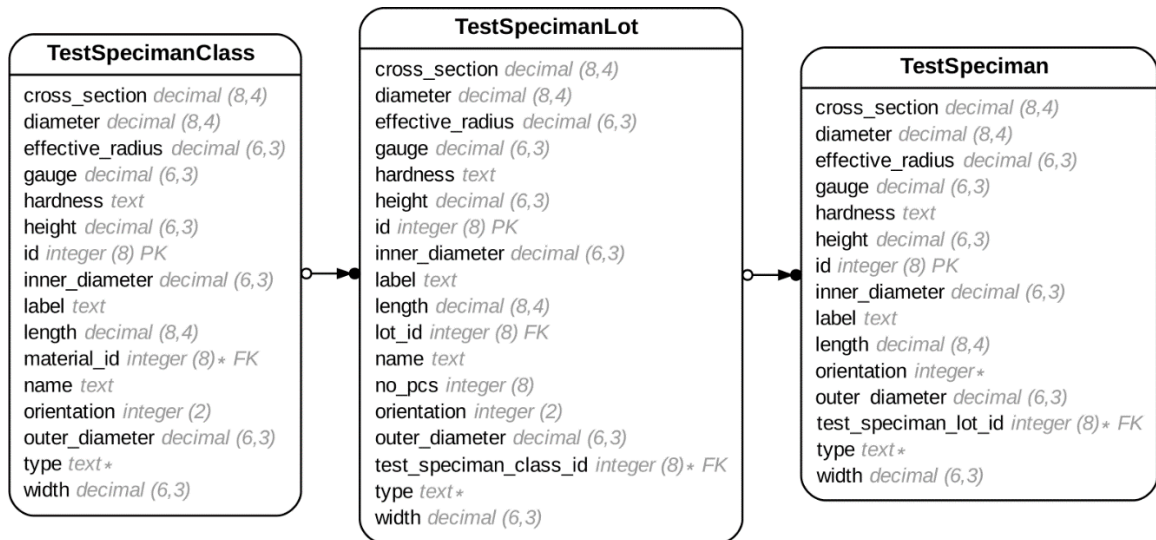 TestSpecimanClass
cross_section decimal (8,4)
diameter decimal (8,4)
effective_radius decimal (6,3)
gauge decimal (6,3)
hardness text
height decimal (6,3)
id integer (8) PK
inner_diameter decimal (6,3)
label text
length decimal (8,4)
material_id integer (8)* FK
name text
orientation integer (2)
outer_diameter decimal (6,3)
type text*
width decimal (6,3)
TestSpecimanLot
cross_section decimal (8,4)
diameter decimal (8,4)
effective_radius decimal (6,3)
gauge decimal (6,3)
hardness text
height decimal (6,3)
id integer (8) PK
inner_diameter decimal (6,3)
label text
length decimal (8,4)
lot_id integer (8) FK
name text
no_pcs integer (8)
orientation integer (2)
outer_diameter decimal (6,3)
test_speciman_class_id integer (8)* FK
type text*
width decimal (6,3)
TestSpeciman
cross_section decimal (8,4)
diameter decimal (8,4)
effective_radius decimal (6,3)
gauge decimal (6,3)
hardness text
height decimal (6,3)
id integer (8) PK
inner_diameter decimal (6,3)
label text
length decimal (8,4)
orientation integer*
outer_diameter decimal (6,3)
test_speciman_lot_id integer (8)* FK
type text*
width decimal (6,3)